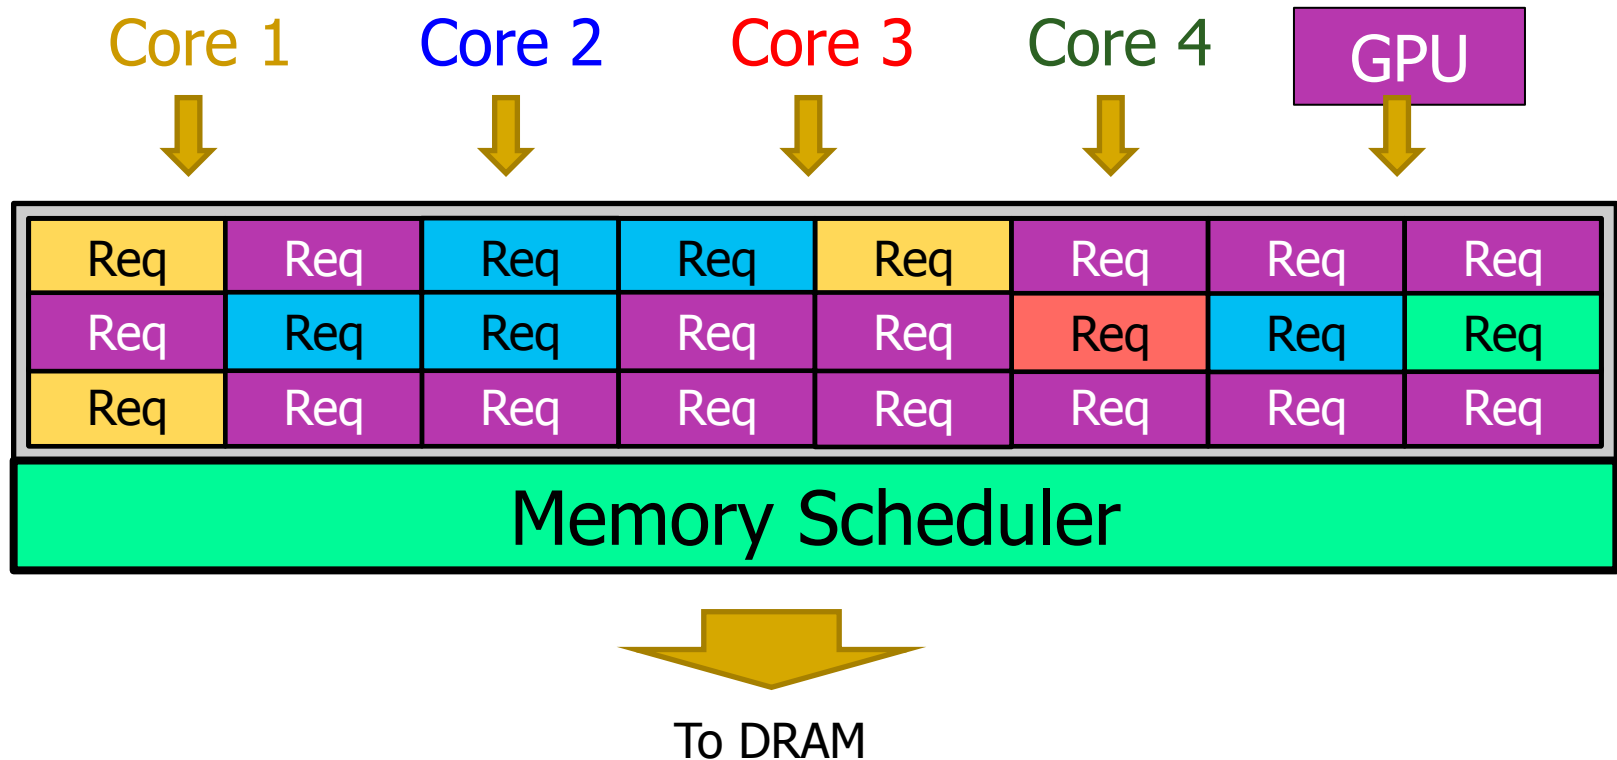 Core 1 Core 2 Core 3 Core 4 GPU
Req Req Req Req Req Req Req Req
Req Req Req Req Req Req Req Req
Req Req Req Req Req Req Req Req
Memory Scheduler
To DRAM